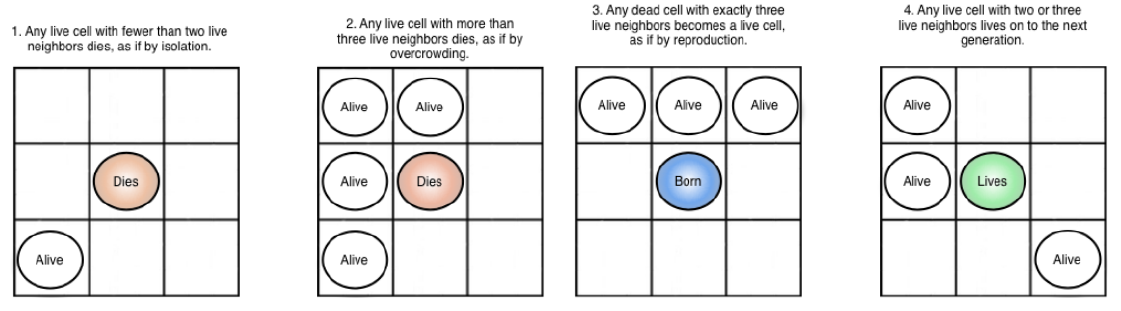 1. Any live cell with fewer than two live
neighbors dies, as if by isolation.
Dies
Alive
2. Any live cell with more than
three live neighbors dies, as if by
overcrowding.
Alive Alive
Alive Dies
Alive
3. Any dead cell with exactly three
live neighbors becomes a live cell,
as if by reproduction.
Alive Alive Alive
Born
4. Any live cell with two or three
live neighbors lives on to the next
generation.
Alive
Alive Lives
Alive